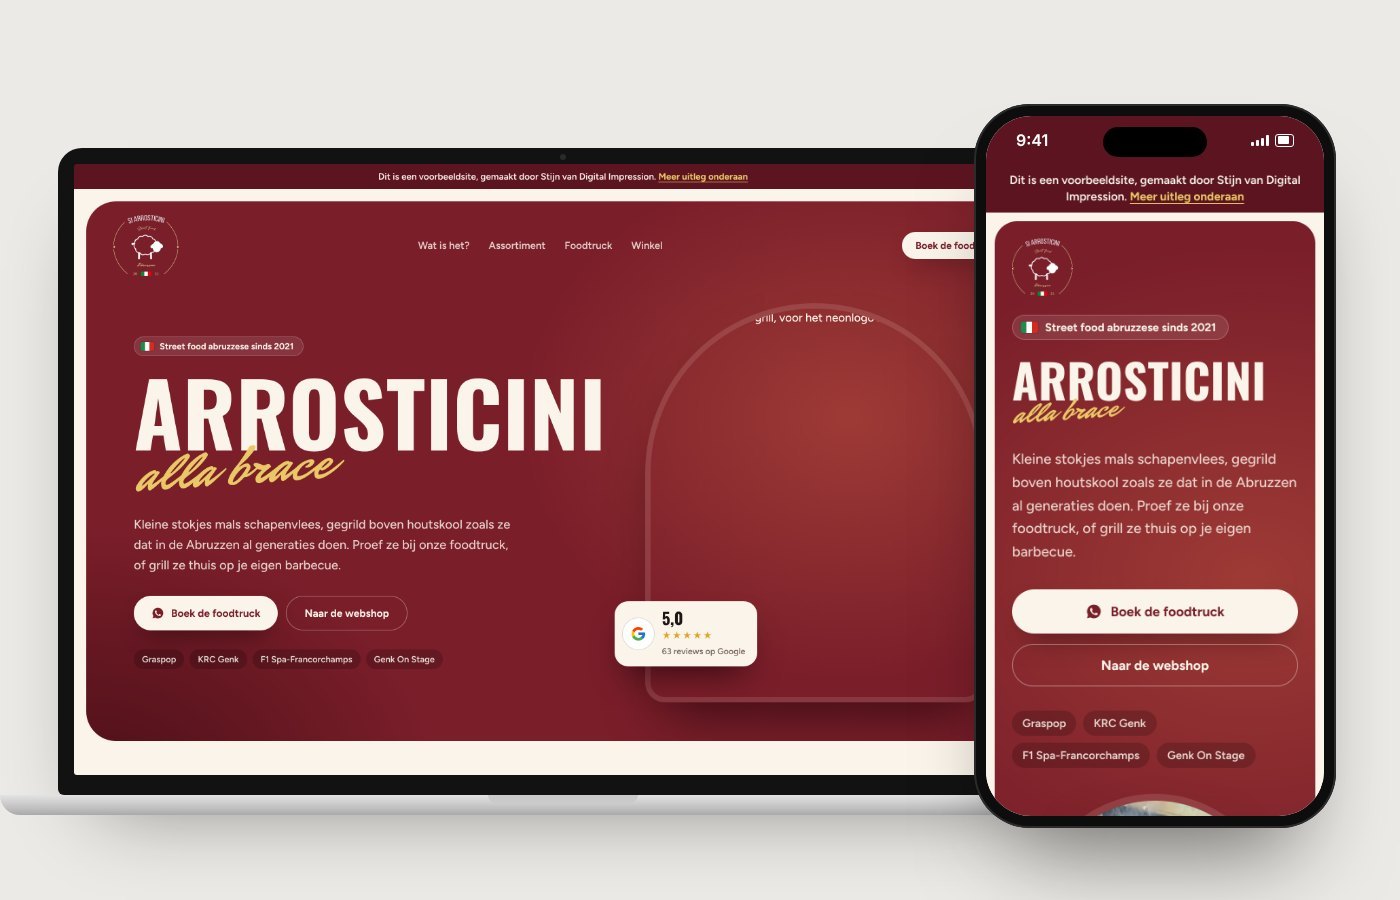 Dit is een voorbeeldsite, gemaakt door Stijn van Digital Impression. Meer uitleg onderaan
SI ARROSTICINI
Wat is het?
Assortiment
Foodtruck
Winkel
Boek de food
grill, voor het neonlogo
Street food abruzzese sinds 2021
ARROSTICINI
alla brace
Kleine stokjes mals schapenvlees, gegrild boven houtskool zoals ze
dat in de Abruzzen al generaties doen. Proef ze bij onze foodtruck,
of grill ze thuis op je eigen barbecue.
Boek de foodtruck
Naar de webshop
Graspop
KRC Genk
F1 Spa-Francorchamps
Genk On Stage
5,0
63 reviews op Google
9:41
Dit is een voorbeeldsite, gemaakt door Stijn van Digital
Impression. Meer uitleg onderaan
SI ARROSTICINI
Street food abruzzese sinds 2021
ARROSTICINI
alla brace
Kleine stokjes mals schapenvlees, gegrild
boven houtskool zoals ze dat in de Abruzzen
al generaties doen. Proef ze bij onze
foodtruck, of grill ze thuis op je eigen
barbecue.
Boek de foodtruck
Naar de webshop
Graspop
KRC Genk
F1 Spa-Francorchamps
Genk On Stage